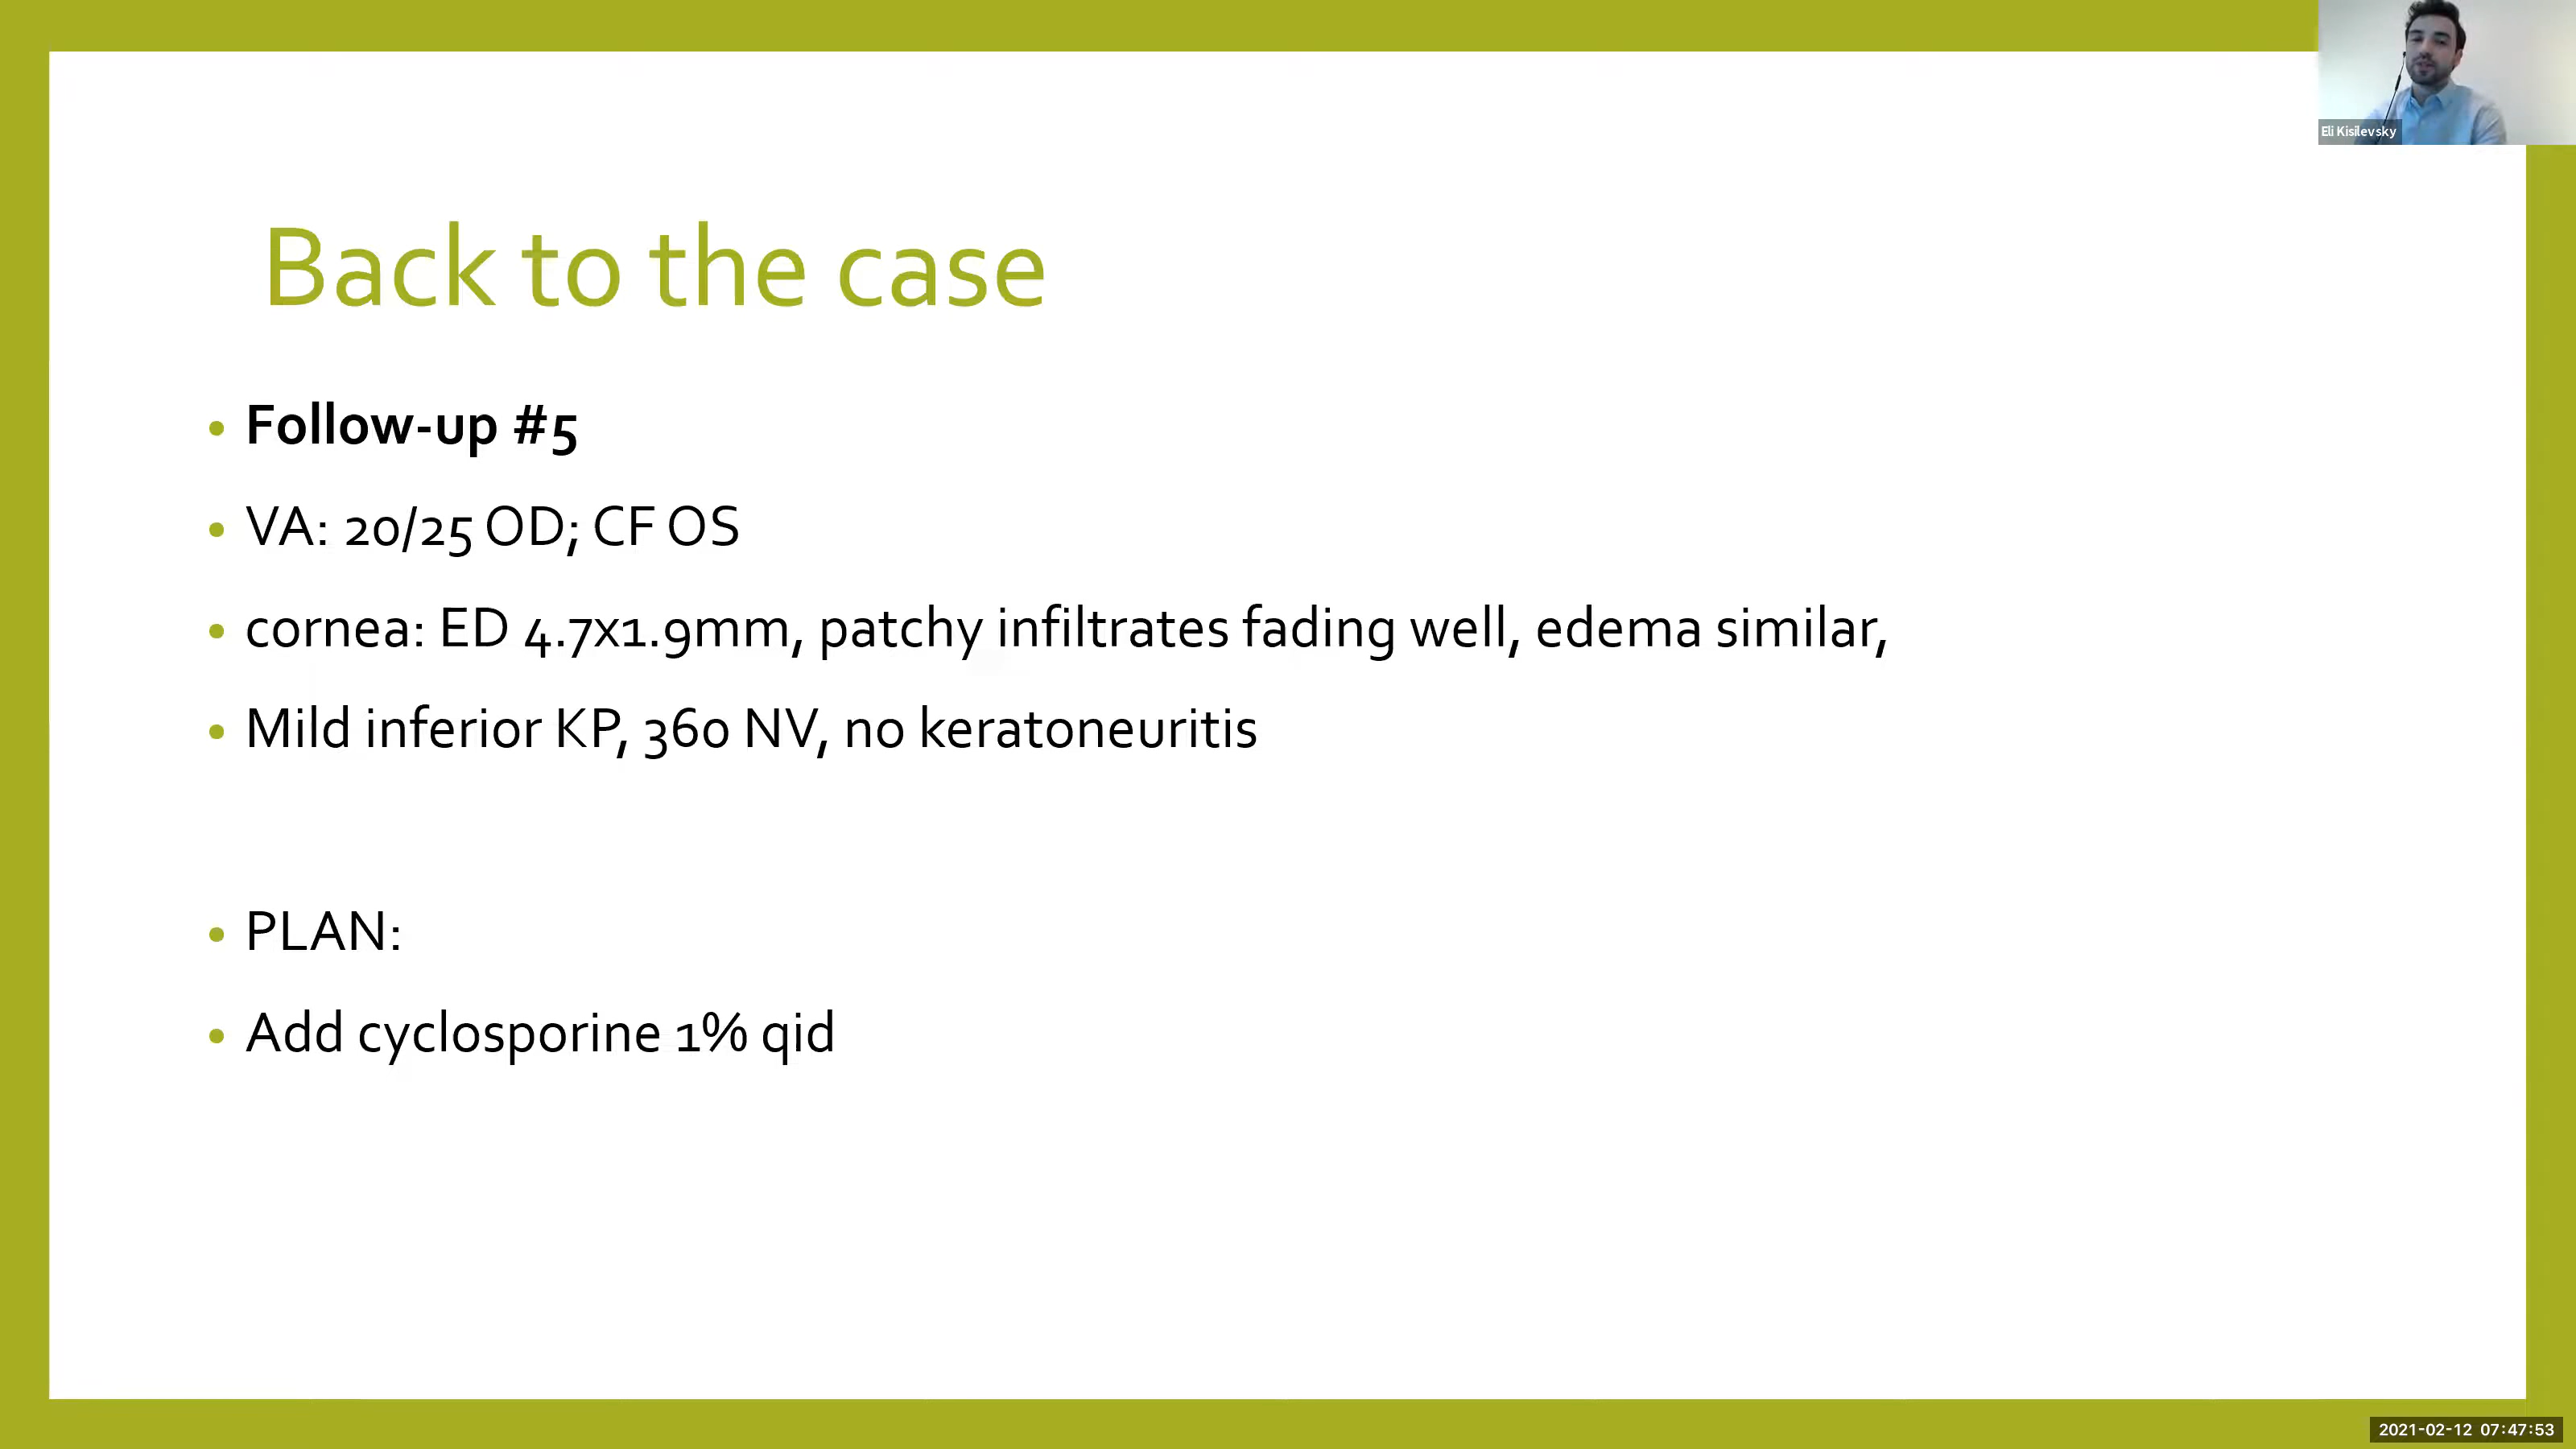 Eli Kisilevsky
Back to the case
• Follow-up #5
• VA: 20/25 OD; CF OS
• cornea: ED 4.7x1.9mm, patchy infiltrates fading well, edema similar,
• Mild inferior KP, 360 NV, no keratoneuritis
• PLAN:
• Add cyclosporine 1% qid
2021-02-12 07:47:53